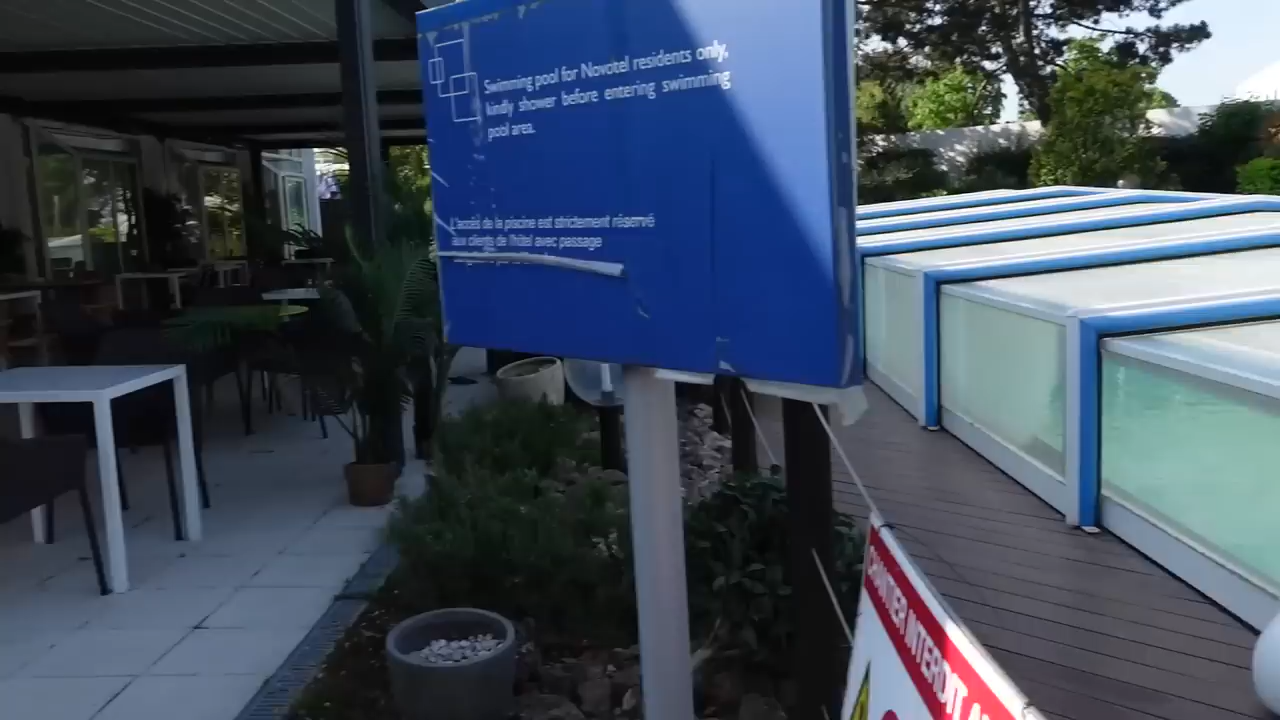 Swimming pool for Novotel residents only,
kindly shower before entering swimming
pool area.
L'accès de la piscine est strictement réservé
aux clients de l'hôtel avec passage
CHANTIER INTERDIT A